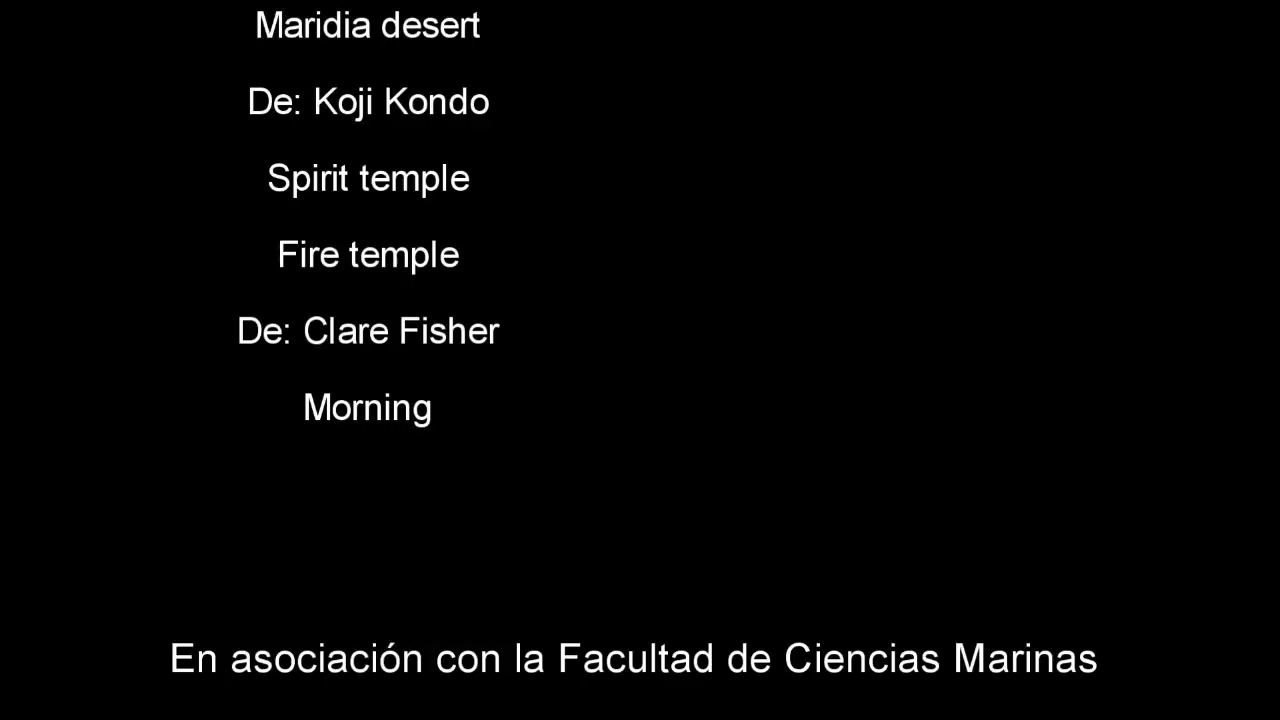 Maridia desert
De: Koji Kondo
Spirit temple
Fire temple
De: Clare Fisher
Morning
En asociación con la Facultad de Ciencias Marinas